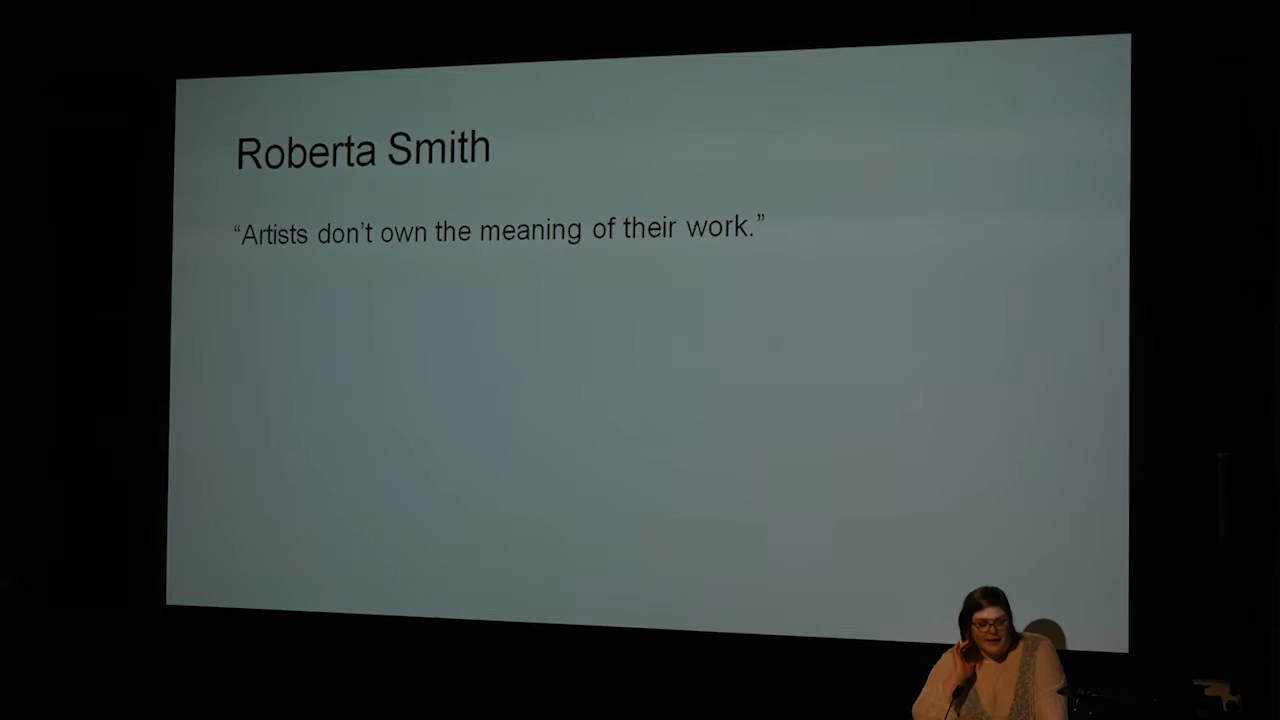 Roberta Smith
“Artists don’t own the meaning of their work.”